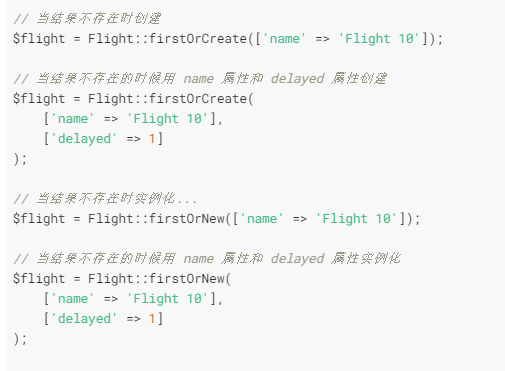 // 当结果不存在时创建
$flight = Flight::firstOrCreate(['name' => 'Flight 10']);
// 当结果不存在的时候用 name 属性和 delayed 属性创建
$flight = Flight::firstOrCreate(
['name' => 'Flight 10'],
['delayed' => 1]
);
// 当结果不存在时实例化...
$flight = Flight::firstOrNew(['name' => 'Flight 10']);
// 当结果不存在的时候用 name 属性和 delayed 属性实例化
$flight = Flight::firstOrNew(
['name' => 'Flight 10'],
['delayed' => 1]
);